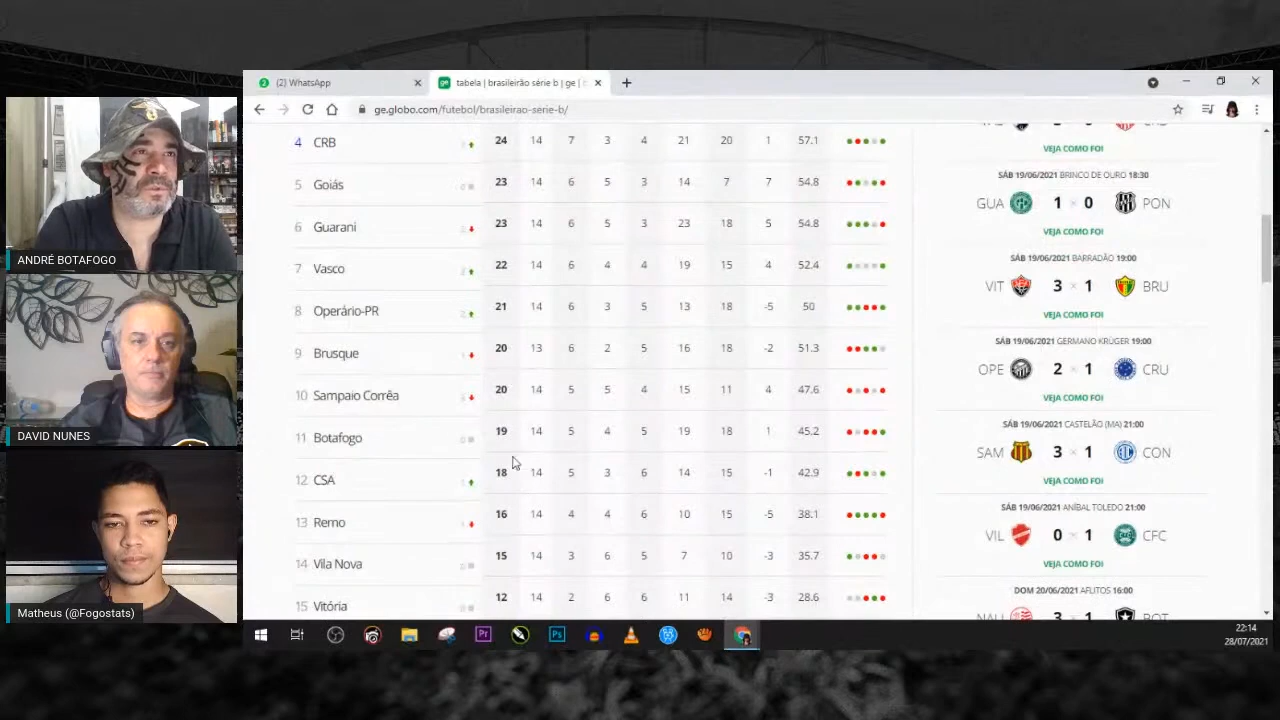 (2) WhatsApp
ge tabela | brasileirão série b | ge |
ge.globo.com/futebol/brasileirao-serie-b/
4 CRB 24 14 7 3 4 21 20 1 57.1
5 Goiás 23 14 6 5 3 14 7 7 54.8
6 Guarani 23 14 6 5 3 23 18 5 54.8
7 Vasco 22 14 6 4 4 19 15 4 52.4
8 Operário-PR 21 14 6 3 5 13 18 -5 50
9 Brusque 20 13 6 2 5 16 18 -2 51.3
10 Sampaio Corrêa 20 14 5 5 4 15 11 4 47.6
11 Botafogo 19 14 5 4 5 19 18 1 45.2
12 CSA 18 14 5 3 6 14 15 -1 42.9
13 Remo 16 14 4 4 6 10 15 -5 38.1
14 Vila Nova 15 14 3 6 5 7 10 -3 35.7
15 Vitória 12 14 2 6 6 11 14 -3 28.6
VEJA COMO FOI
SÁB 19/06/2021 BRINCO DE OURO 18:30
GUA 1 × 0 PON
VEJA COMO FOI
SÁB 19/06/2021 BARRADÃO 19:00
VIT 3 × 1 BRU
VEJA COMO FOI
SÁB 19/06/2021 GERMANO KRÜGER 19:00
OPE 2 × 1 CRU
VEJA COMO FOI
SÁB 19/06/2021 CASTELÃO (MA) 21:00
SAM 3 × 1 CON
VEJA COMO FOI
SÁB 19/06/2021 ANÍBAL TOLEDO 21:00
VIL 0 × 1 CFC
VEJA COMO FOI
DOM 20/06/2021 AFLITOS 16:00
NAU 3 × 1 BOT
Pr
Ps
22:14
28/07/2021
ANDRÉ BOTAFOGO
DAVID NUNES
Matheus (@Fogostats)